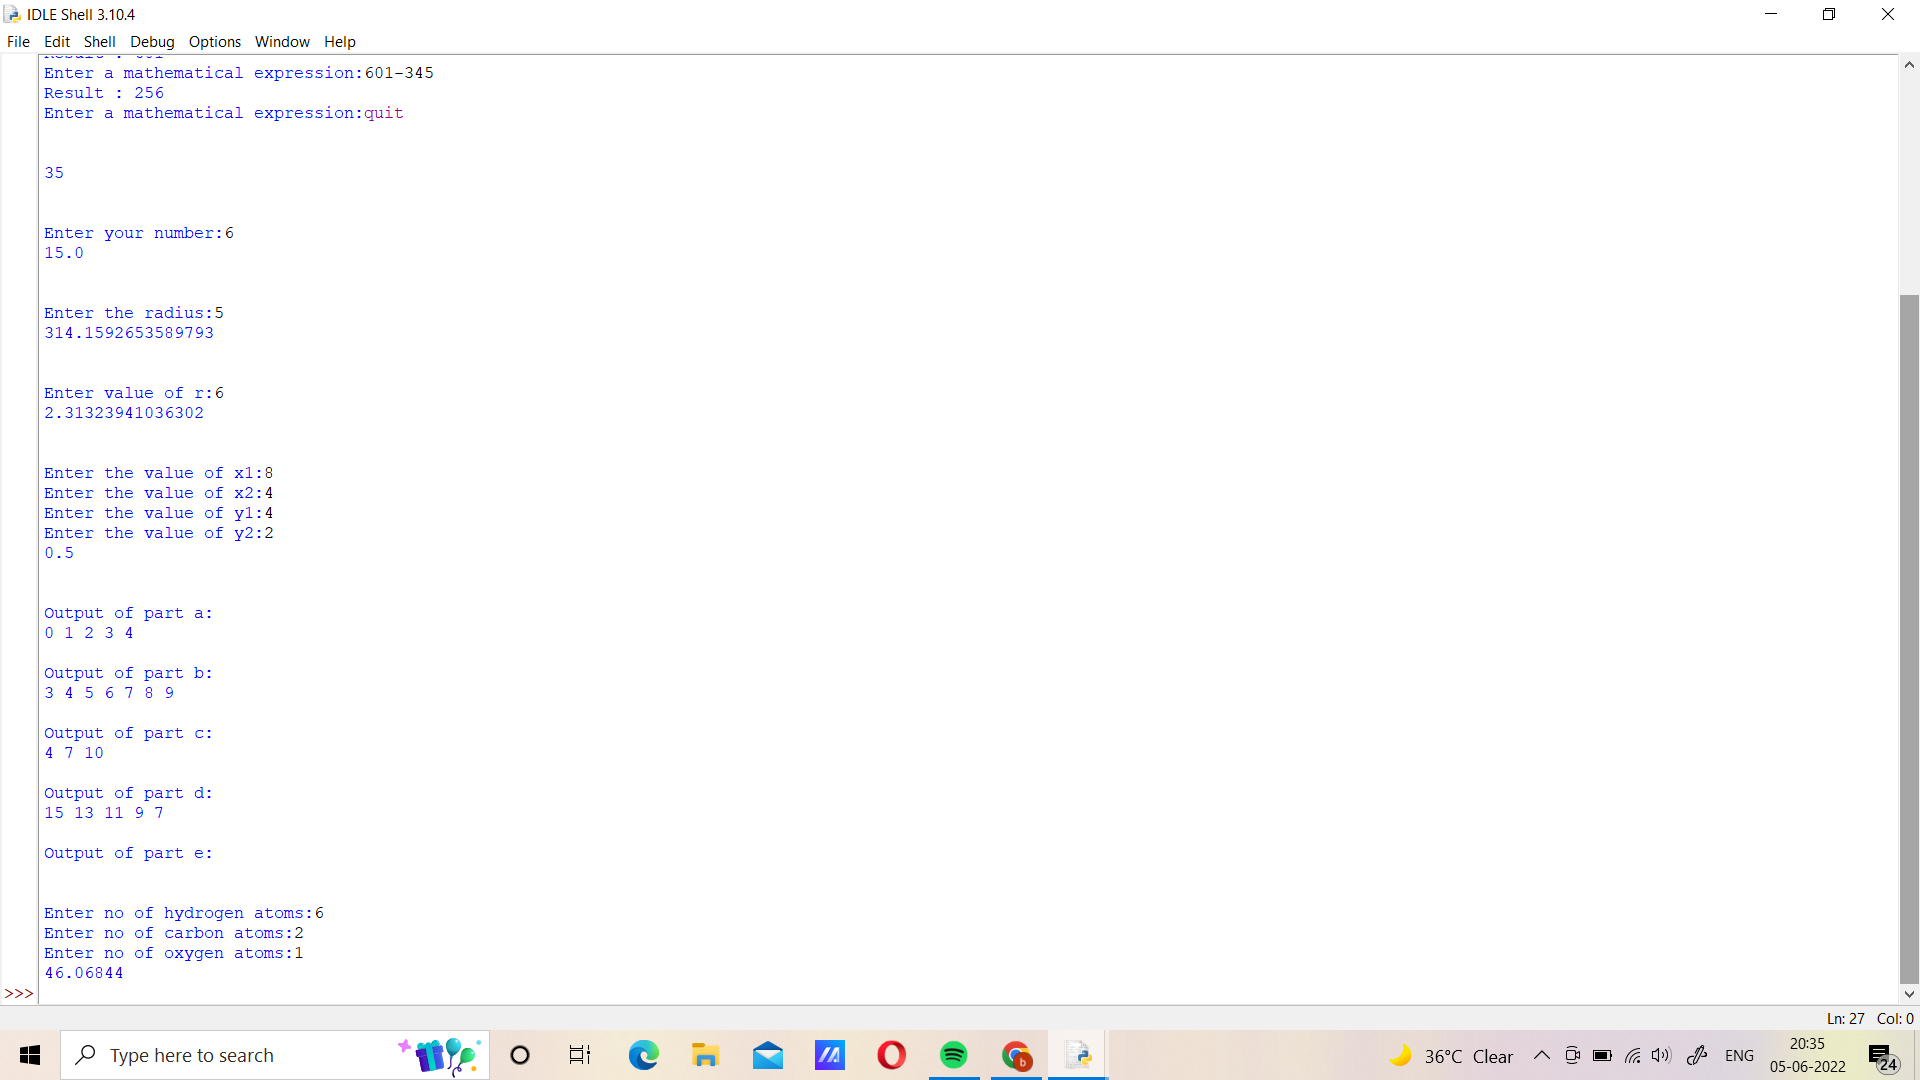 IDLE Shell 3.10.4
File Edit Shell Debug Options Window Help
Enter a mathematical expression:601-345
Result : 256
Enter a mathematical expression:quit
35
Enter your number:6
15.0
Enter the radius:5
314.1592653589793
Enter value of r:6
2.31323941036302
Enter the value of x1:8
Enter the value of x2:4
Enter the value of y1:4
Enter the value of y2:2
0.5
Output of part a:
0 1 2 3 4
Output of part b:
3 4 5 6 7 8 9
Output of part c:
4 7 10
Output of part d:
15 13 11 9 7
Output of part e:
Enter no of hydrogen atoms:6
Enter no of carbon atoms:2
Enter no of oxygen atoms:1
46.06844
>>>
Ln: 27 Col: 0
Type here to search
36°C Clear
ENG
20:35
05-06-2022
24